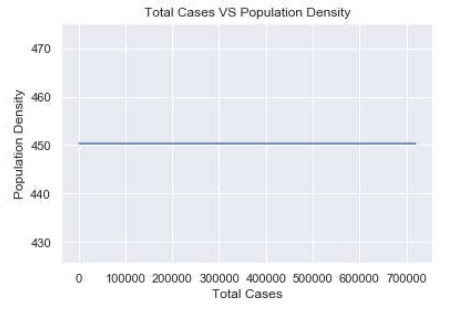 Total Cases VS Population Density
470
460
450
440
430
Population Density
0 100000 200000 300000 400000 500000 600000 700000
Total Cases